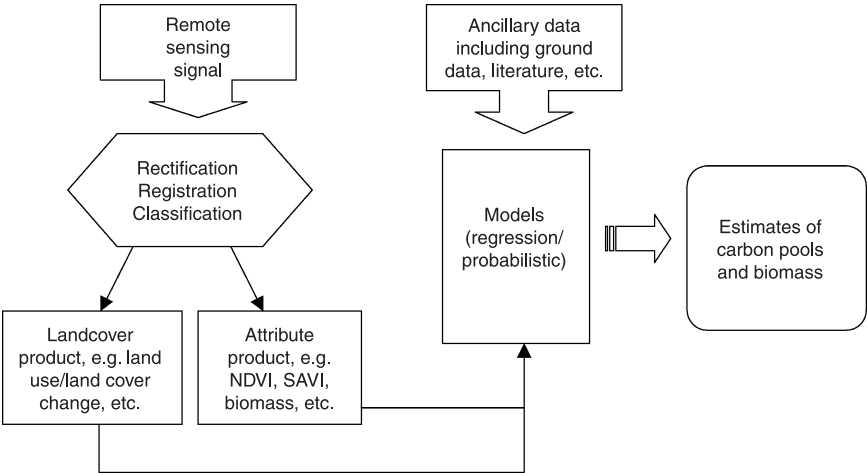 Remote
sensing
signal
Ancillary data
including ground
data, literature, etc.
Rectification
Registration
Classification
Models
(regression/
probabilistic)
Estimates of
carbon pools
and biomass
Landcover
product, e.g. land
use/land cover
change, etc.
Attribute
product, e.g.
NDVI, SAVI,
biomass, etc.